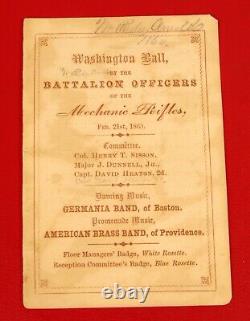 Washington Ball,
BY THE
BATTALION OFFICERS
OF THE
Mechanic Rifles,
FEB. 21st, 1861.
Committee.
COL. HENRY T. SISSON,
MAJOR J. DUNNELL, JR.,
CAPT. DAVID HEATON, 2d.
Dancing Music,
GERMANIA BAND, of Boston.
Promenade Music,
AMERICAN BRASS BAND, of Providence.
Floor Managers' Badge, White Rosette.
Reception Committee's Badge, Blue Rosette.
worthpoint